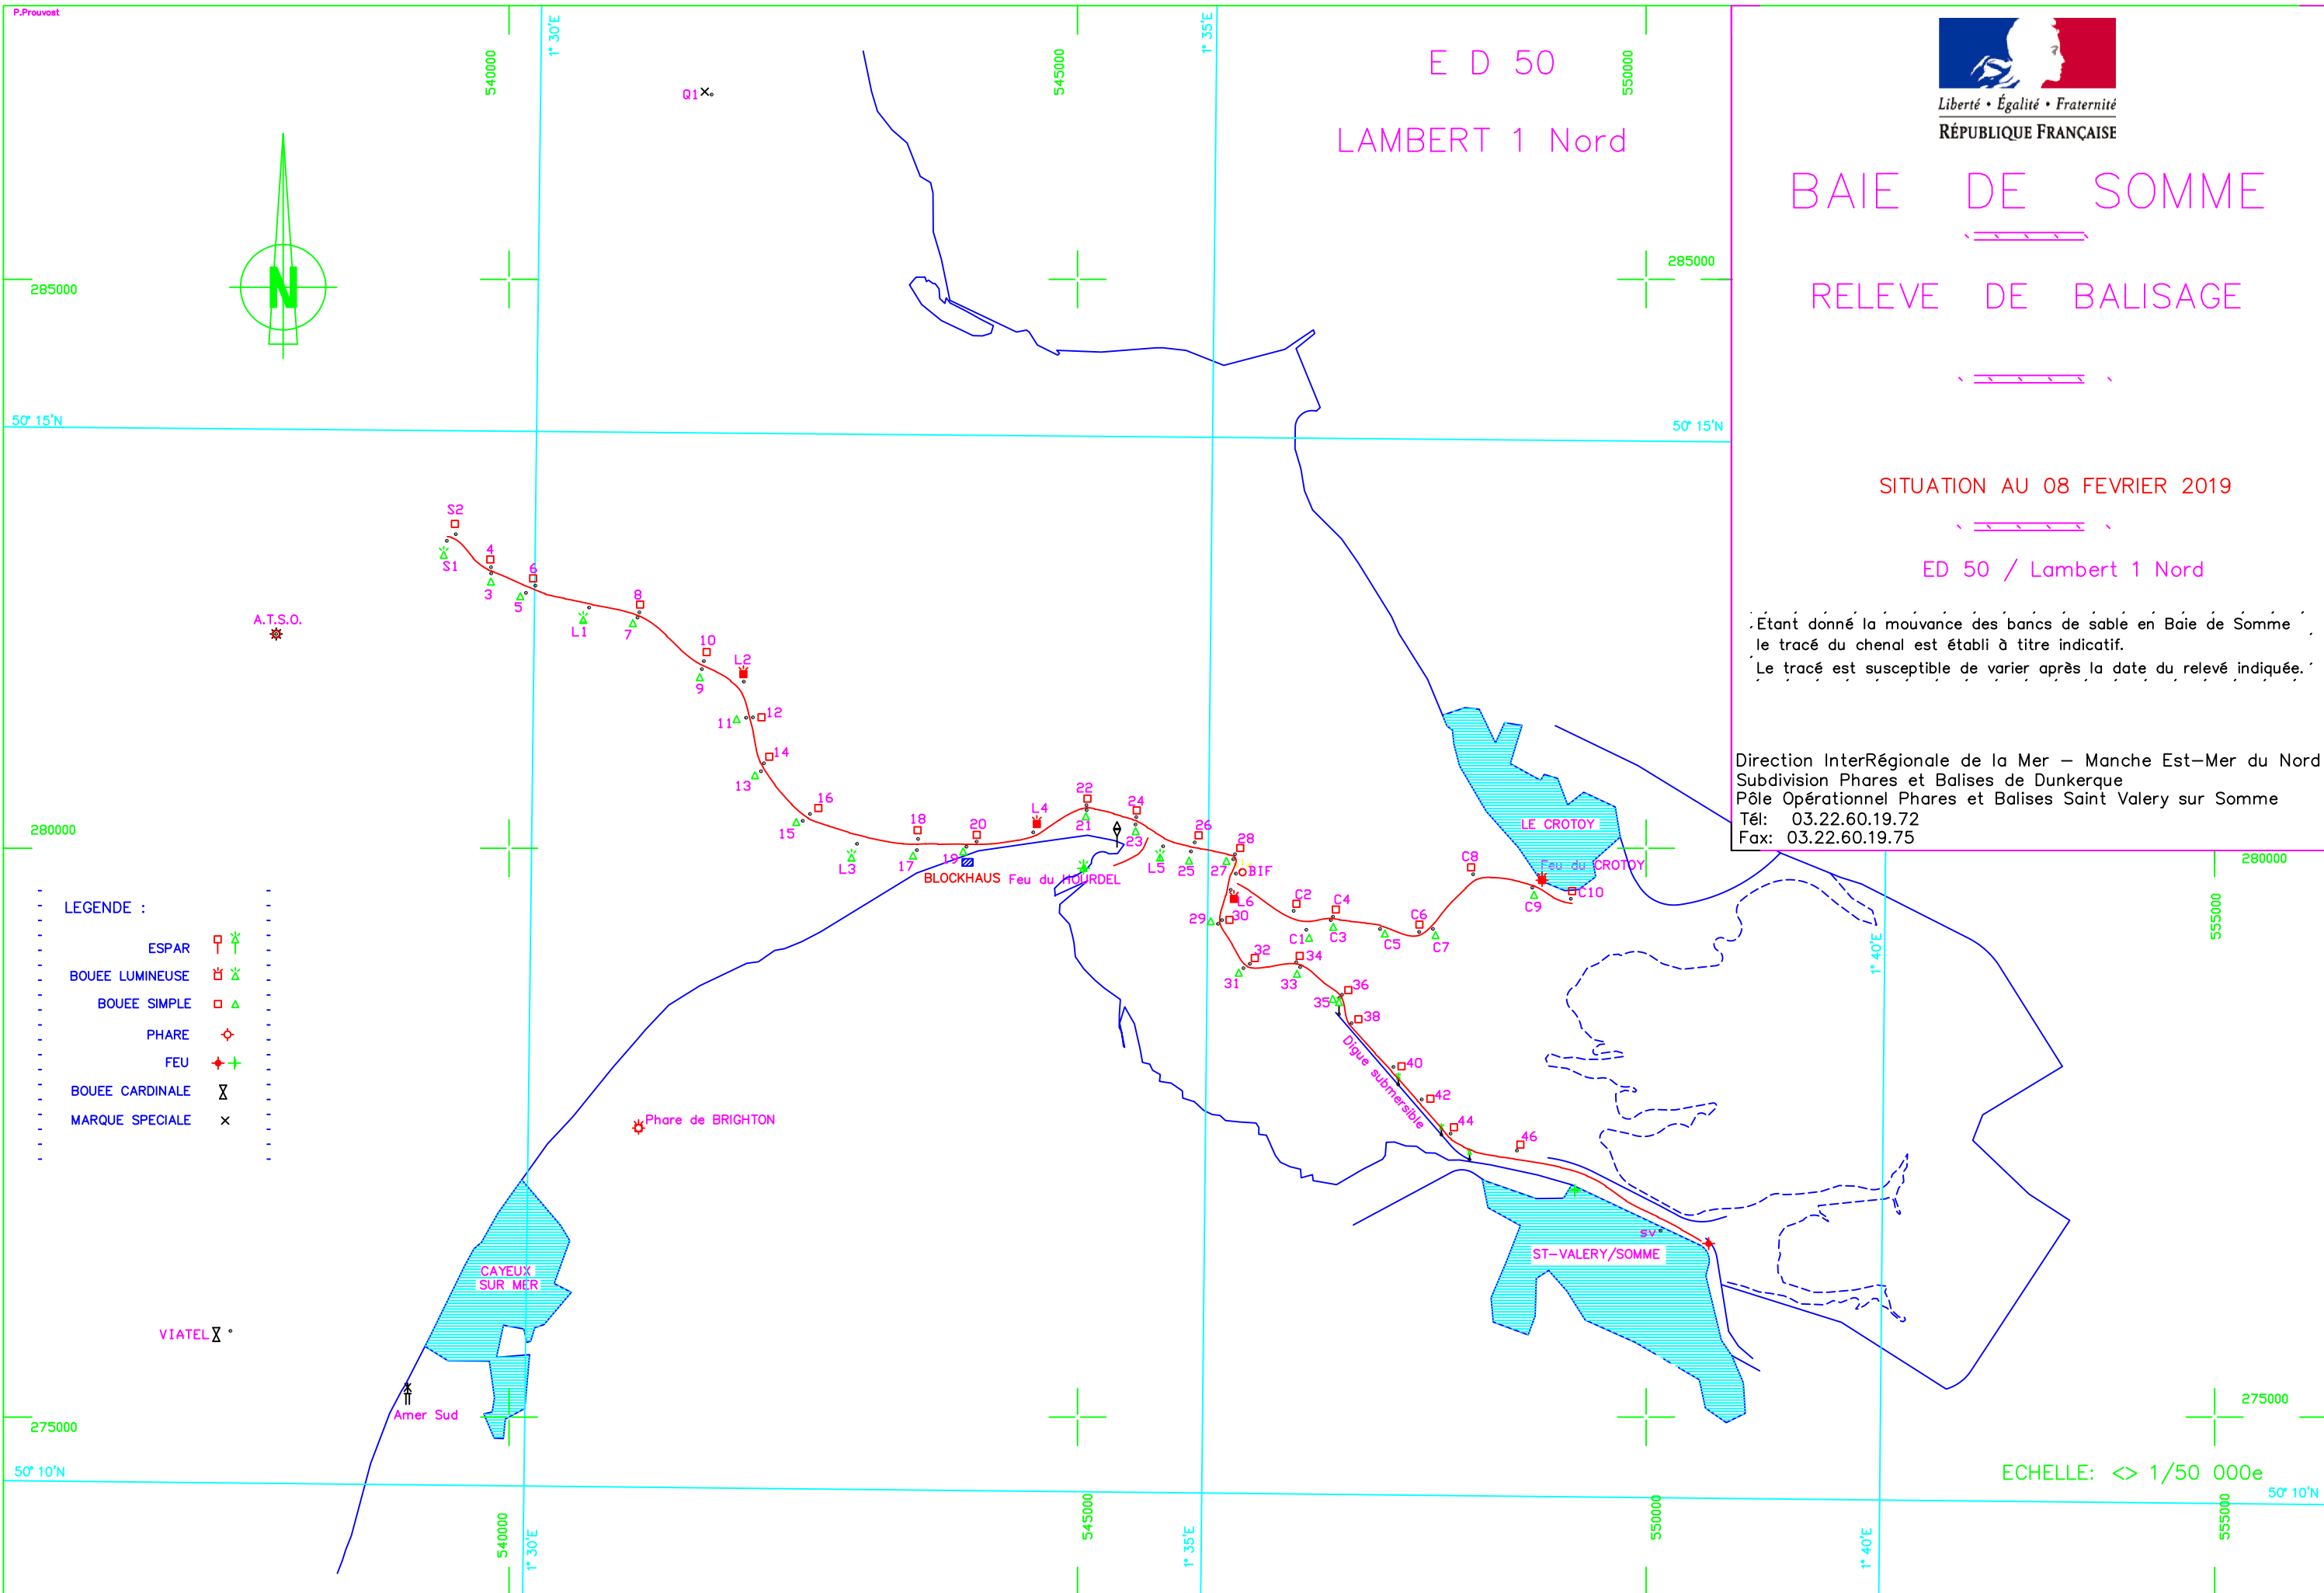 P.Prouvost
540000
1° 30'E
545000
1° 35'E
550000
E D 50
LAMBERT 1 Nord
Liberté • Égalité • Fraternité
RÉPUBLIQUE FRANÇAISE
BAIE DE SOMME
RELEVE DE BALISAGE
SITUATION AU 08 FEVRIER 2019
ED 50 / Lambert 1 Nord
Etant donné la mouvance des bancs de sable en Baie de Somme
le tracé du chenal est établi à titre indicatif.
Le tracé est susceptible de varier après la date du relevé indiquée.
Direction InterRégionale de la Mer – Manche Est–Mer du Nord
Subdivision Phares et Balises de Dunkerque
Pôle Opérationnel Phares et Balises Saint Valery sur Somme
Tél: 03.22.60.19.72
Fax: 03.22.60.19.75
Q1
N
285000
285000
50° 15'N
50° 15'N
S2
S1
4
3
6
5
L1
8
7
A.T.S.O.
10
9
L2
11
12
14
13
16
15
L3
18
17
20
19
L4
22
21
24
23
L5
26
25
28
27
BIF
L6
29
30
32
31
34
33
36
35
38
40
42
44
46
C2
C1
C4
C3
C5
C6
C7
C8
C9
C10
LE CROTOY
Feu du CROTOY
BLOCKHAUS
Feu du HOURDEL
Digue submersible
280000
280000
LEGENDE :
ESPAR
BOUEE LUMINEUSE
BOUEE SIMPLE
PHARE
FEU
BOUEE CARDINALE
MARQUE SPECIALE
Phare de BRIGHTON
CAYEUX
SUR MER
VIATEL
Amer Sud
SV
ST–VALERY/SOMME
555000
1° 40'E
275000
275000
50° 10'N
50° 10'N
ECHELLE: <> 1/50 000e
540000
1° 30'E
545000
1° 35'E
550000
1° 40'E
555000